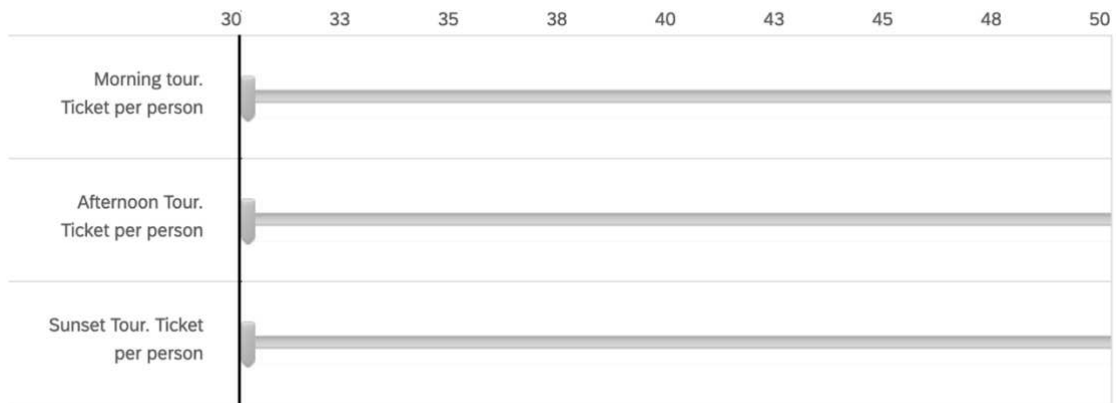 30 33 35 38 40 43 45 48 50
Morning tour.
Ticket per person
Afternoon Tour.
Ticket per person
Sunset Tour. Ticket
per person